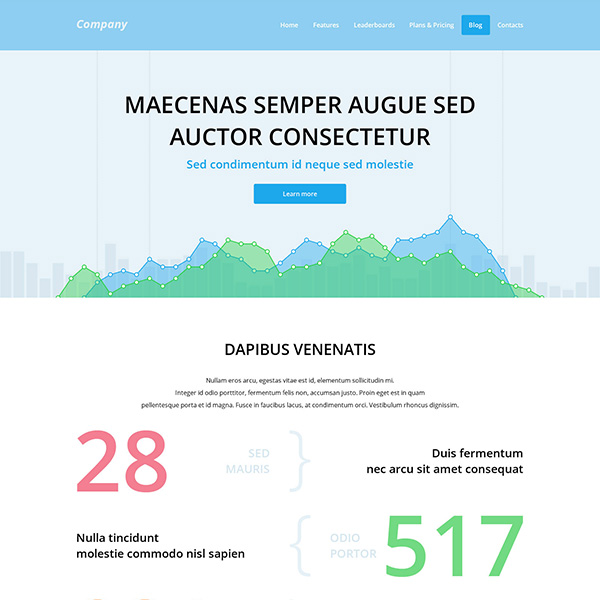 Company
Home Features Leaderboards Plans & Pricing Blog Contacts
MAECENAS SEMPER AUGUE SED
AUCTOR CONSECTETUR
Sed condimentum id neque sed molestie
Learn more
DAPIBUS VENENATIS
Nullam eros arcu, egestas vitae est id, elementum sollicitudin mi.
Integer id odio porttitor, fermentum felis non, accumsan justo. Proin eget est in quam
pellentesque porta et id magna. Fusce in faucibus lacus, at condimentum orci. Vestibulum rhoncus dignissim.
28
SED
MAURIS
Duis fermentum
nec arcu sit amet consequat
Nulla tincidunt
molestie commodo nisl sapien
ODIO
PORTOR
517